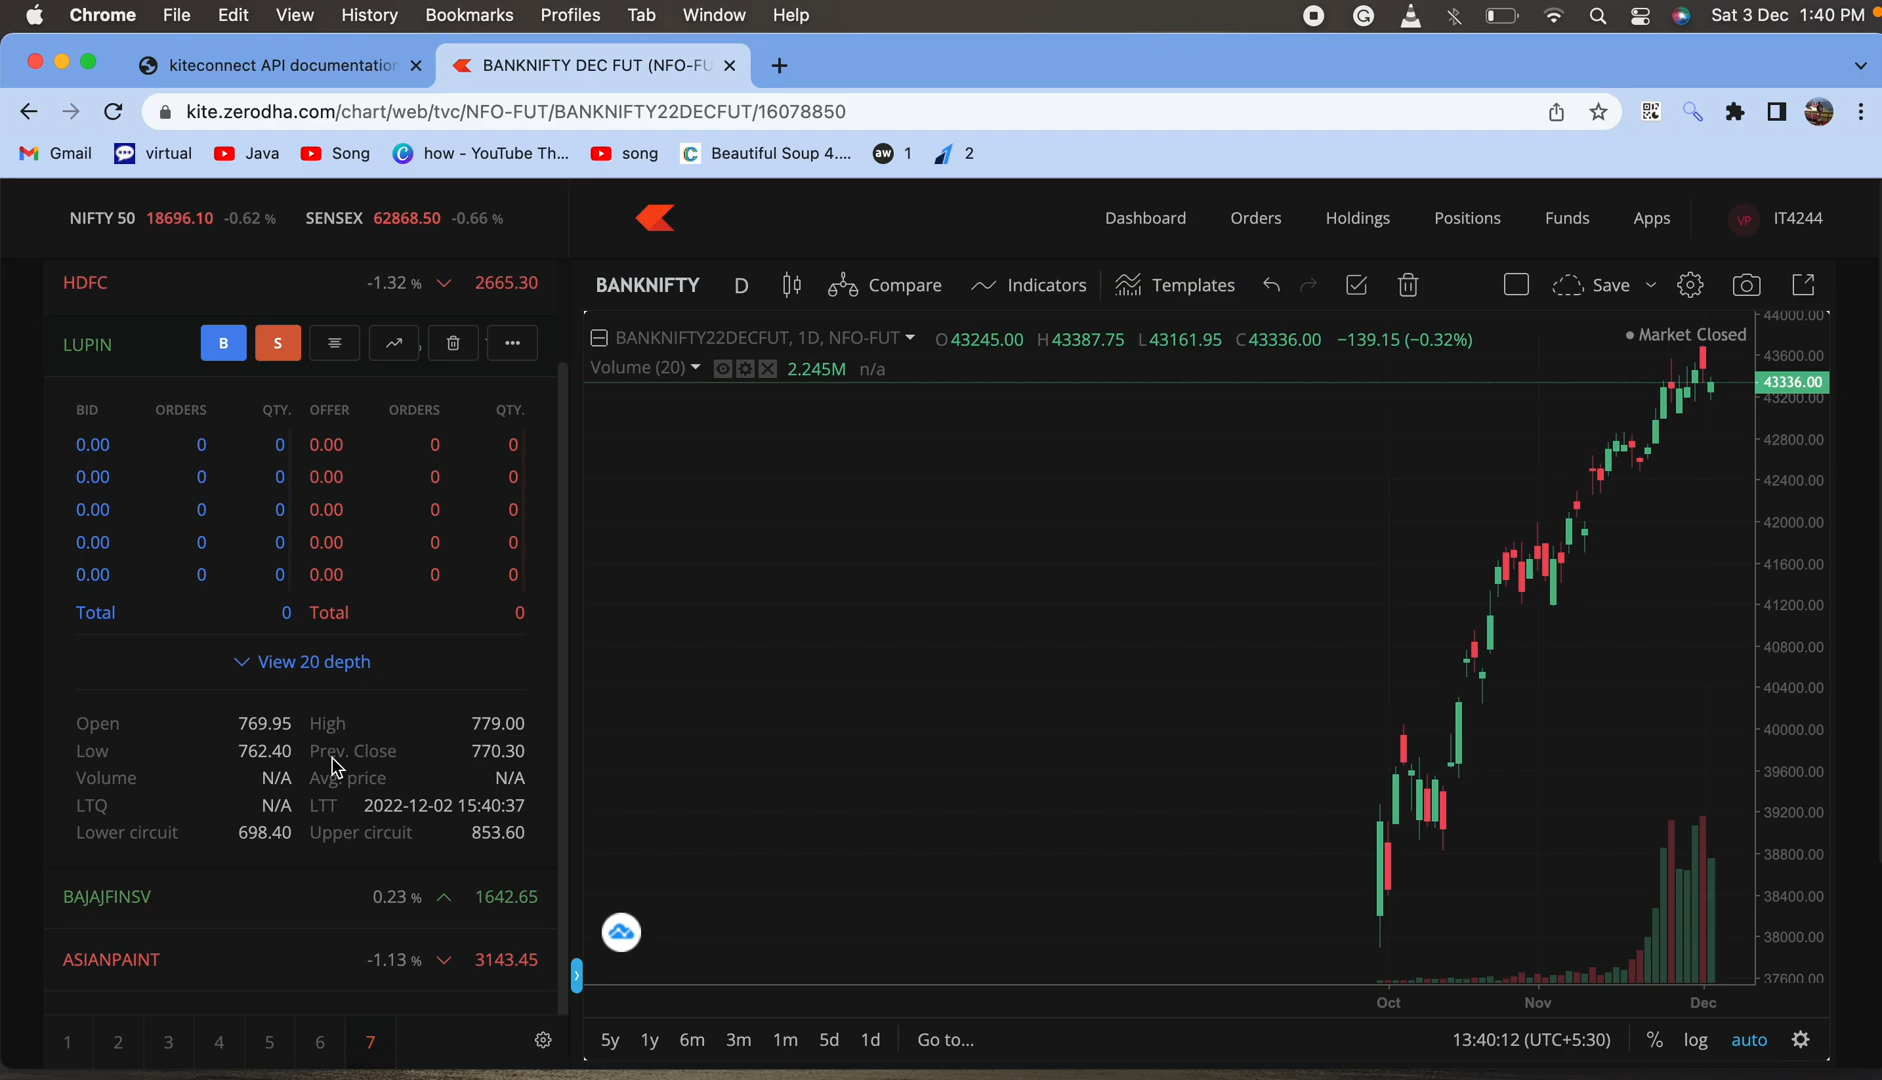 Chrome File Edit View History Bookmarks Profiles Tab Window Help Sat 3 Dec 1:40 PM
kiteconnect API documentation BANKNIFTY DEC FUT (NFO-FU
kite.zerodha.com/chart/web/tvc/NFO-FUT/BANKNIFTY22DECFUT/16078850
Gmail virtual Java Song how - YouTube Th... song Beautiful Soup 4.... aw 1 2
NIFTY 50 18696.10 -0.62 % SENSEX 62868.50 -0.66 % Dashboard Orders Holdings Positions Funds Apps VP IT4244
HDFC -1.32 % 2665.30
LUPIN B S
BID ORDERS QTY. OFFER ORDERS QTY.
0.00 0 0 0.00 0 0
0.00 0 0 0.00 0 0
0.00 0 0 0.00 0 0
0.00 0 0 0.00 0 0
0.00 0 0 0.00 0 0
Total 0 Total 0
View 20 depth
Open 769.95 High 779.00
Low 762.40 Prev. Close 770.30
Volume N/A Avg. price N/A
LTQ N/A LTT 2022-12-02 15:40:37
Lower circuit 698.40 Upper circuit 853.60
BAJAJFINSV 0.23 % 1642.65
ASIANPAINT -1.13 % 3143.45
1 2 3 4 5 6 7
BANKNIFTY D Compare Indicators Templates Save
BANKNIFTY22DECFUT, 1D, NFO-FUT O43245.00 H43387.75 L43161.95 C43336.00 −139.15 (−0.32%) Market Closed
Volume (20) 2.245M n/a
44000.00
43600.00
43336.00
43200.00
42800.00
42400.00
42000.00
41600.00
41200.00
40800.00
40400.00
40000.00
39600.00
39200.00
38800.00
38400.00
38000.00
37600.00
Oct Nov Dec
5y 1y 6m 3m 1m 5d 1d Go to... 13:40:12 (UTC+5:30) % log auto